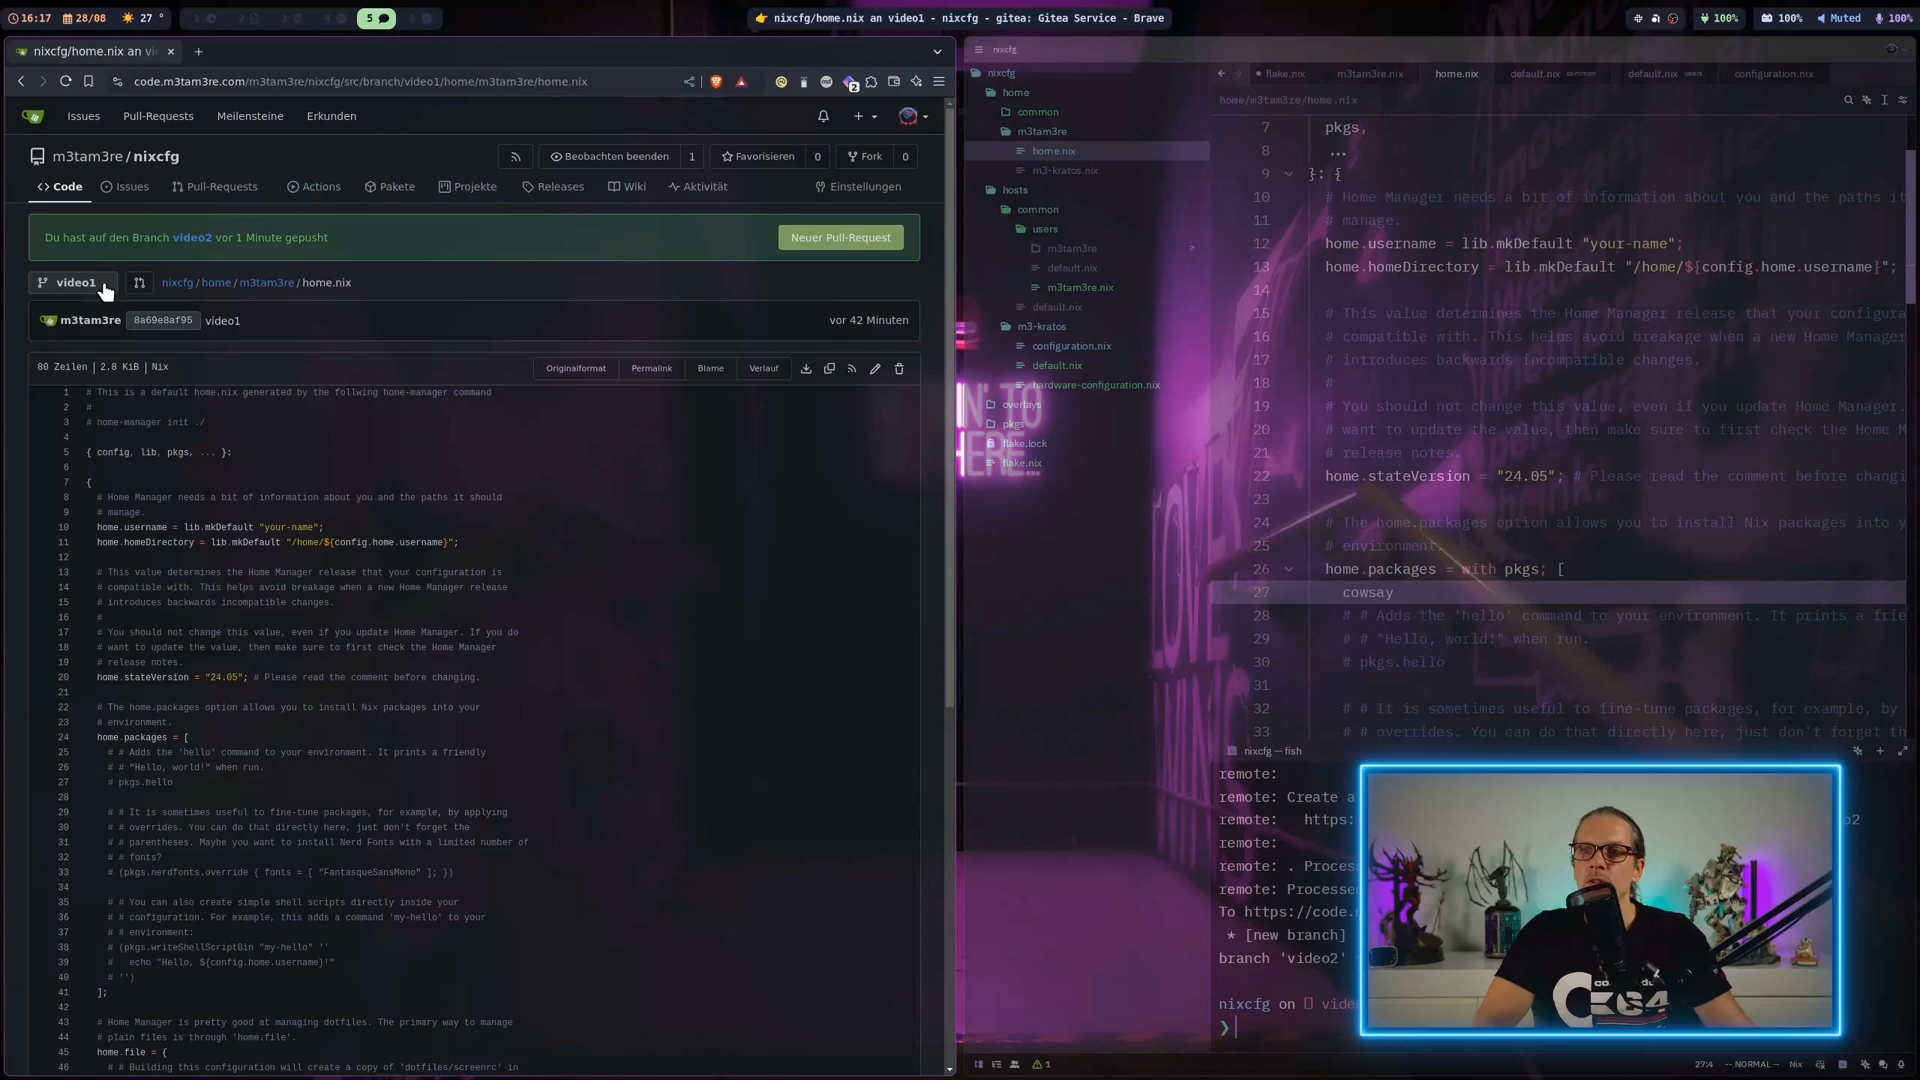 16:17 28/08 27 ° 5
nixcfg/home.nix an video1 - nixcfg - gitea: Gitea Service - Brave
100% 100% Muted 100%
nixcfg/home.nix an vi
code.m3tam3re.com/m3tam3re/nixcfg/src/branch/video1/home/m3tam3re/home.nix
2
Issues Pull-Requests Meilensteine Erkunden
m3tam3re / nixcfg
Beobachten beenden 1 Favorisieren 0 Fork 0
Code Issues Pull-Requests Actions Pakete Projekte Releases Wiki Aktivität Einstellungen
Du hast auf den Branch video2 vor 1 Minute gepusht
Neuer Pull-Request
video1 nixcfg / home / m3tam3re / home.nix
m3tam3re 8a69e8af95 video1 vor 42 Minuten
80 Zeilen | 2.8 KiB | Nix
Originalformat Permalink Blame Verlauf
1 # This is a default home.nix generated by the follwing hone-manager command
2 #
3 # home-manager init ./
4
5 { config, lib, pkgs, ... }:
6
7 {
8 # Home Manager needs a bit of information about you and the paths it should
9 # manage.
10 home.username = lib.mkDefault "your-name";
11 home.homeDirectory = lib.mkDefault "/home/${config.home.username}";
12
13 # This value determines the Home Manager release that your configuration is
14 # compatible with. This helps avoid breakage when a new Home Manager release
15 # introduces backwards incompatible changes.
16 #
17 # You should not change this value, even if you update Home Manager. If you do
18 # want to update the value, then make sure to first check the Home Manager
19 # release notes.
20 home.stateVersion = "24.05"; # Please read the comment before changing.
21
22 # The home.packages option allows you to install Nix packages into your
23 # environment.
24 home.packages = [
25 # # Adds the 'hello' command to your environment. It prints a friendly
26 # # "Hello, world!" when run.
27 # pkgs.hello
28
29 # # It is sometimes useful to fine-tune packages, for example, by applying
30 # # overrides. You can do that directly here, just don't forget the
31 # # parentheses. Maybe you want to install Nerd Fonts with a limited number of
32 # # fonts?
33 # (pkgs.nerdfonts.override { fonts = [ "FantasqueSansMono" ]; })
34
35 # # You can also create simple shell scripts directly inside your
36 # # configuration. For example, this adds a command 'my-hello' to your
37 # # environment:
38 # (pkgs.writeShellScriptBin "my-hello" ''
39 #   echo "Hello, ${config.home.username}!"
40 # '')
41 ];
42
43 # Home Manager is pretty good at managing dotfiles. The primary way to manage
44 # plain files is through 'home.file'.
45 home.file = {
46 # # Building this configuration will create a copy of 'dotfiles/screenrc' in
nixcfg
nixcfg
home
common
m3tam3re
home.nix
m3-kratos.nix
hosts
common
users
m3tam3re
default.nix
m3tam3re.nix
default.nix
m3-kratos
configuration.nix
default.nix
hardware-configuration.nix
overlays
pkgs
flake.lock
flake.nix
flake.nix m3tam3re.nix home.nix default.nix common default.nix users configuration.nix
home/m3tam3re/home.nix
7 pkgs,
8 ...
9 }: {
10 # Home Manager needs a bit of information about you and the paths it
11 # manage.
12 home.username = lib.mkDefault "your-name";
13 home.homeDirectory = lib.mkDefault "/home/${config.home.username}";
14
15 # This value determines the Home Manager release that your configura
16 # compatible with. This helps avoid breakage when a new Home Manager
17 # introduces backwards incompatible changes.
18 #
19 # You should not change this value, even if you update Home Manager.
20 # want to update the value, then make sure to first check the Home M
21 # release notes.
22 home.stateVersion = "24.05"; # Please read the comment before changi
23
24 # The home.packages option allows you to install Nix packages into y
25 # environment.
26 home.packages = with pkgs; [
27 cowsay
28 # # Adds the 'hello' command to your environment. It prints a frie
29 # # "Hello, world!" when run.
30 # pkgs.hello
31
32 # # It is sometimes useful to fine-tune packages, for example, by
33 # # overrides. You can do that directly here, just don't forget th
nixcfg — fish
remote:
remote: Create a
remote:   https: o2
remote:
remote: . Proces
remote: Processe
To https://code.
* [new branch]
branch 'video2'
nixcfg on vide
❯
1 27:4 -- NORMAL -- Nix